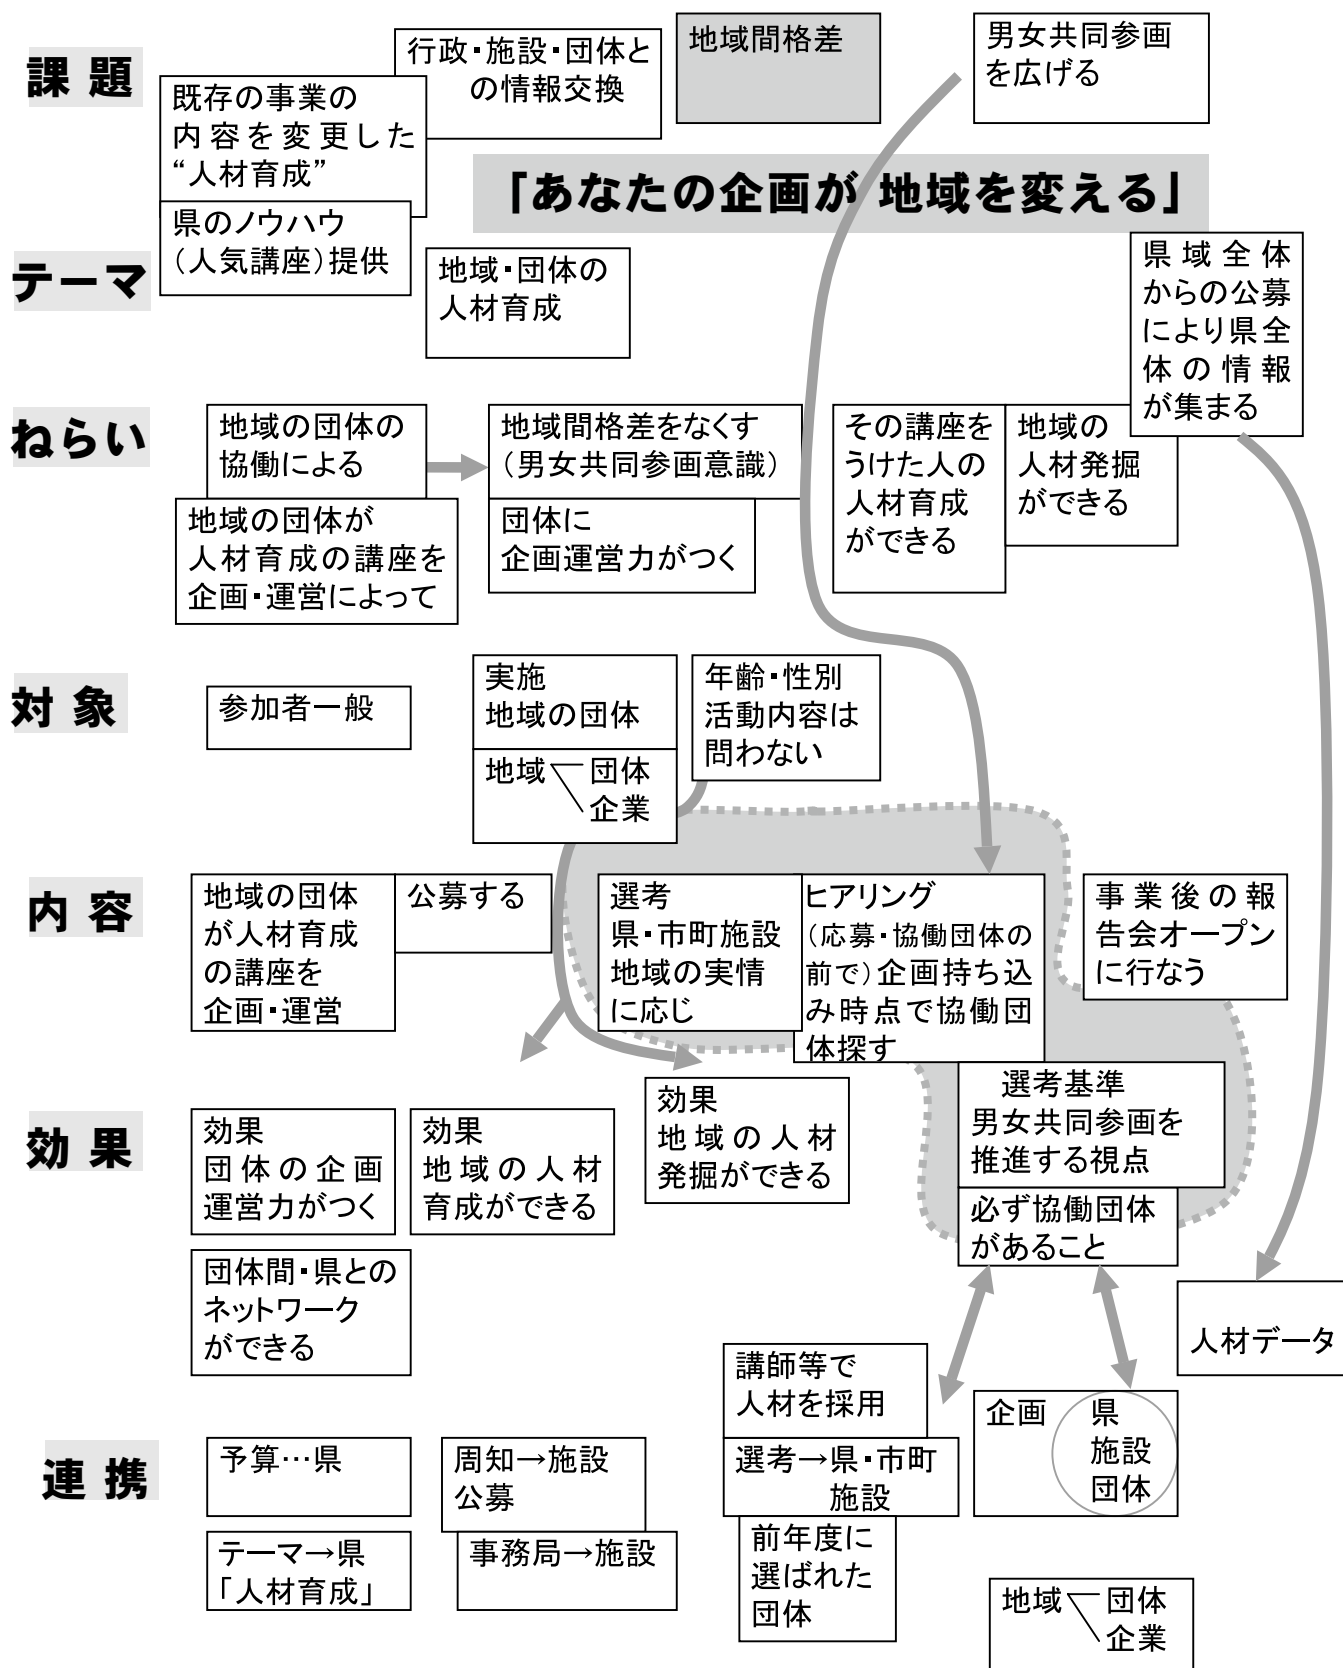 課 題
行政・施設・団体と
の情報交換
地域間格差
男女共同参画
を広げる
既存の事業の
内容を変更した
“人材育成”
県のノウハウ
（人気講座）提供
「あなたの企画が 地域を変える」
テーマ
地域・団体の
人材育成
県域全体
からの公募
により県全
体の情報
が集まる
ねらい
地域の団体の
協働による
地域の団体が
人材育成の講座を
企画・運営によって
地域間格差をなくす
（男女共同参画意識）
団体に
企画運営力がつく
その講座を
うけた人の
人材育成
ができる
地域の
人材発掘
ができる
対 象
参加者一般
実施
地域の団体
地域 団体
企業
年齢・性別
活動内容は
問わない
内 容
地域の団体
が人材育成
の講座を
企画・運営
公募する
選考
県・市町施設
地域の実情
に応じ
ヒアリング
（応募・協働団体の
前で）企画持ち込
み時点で協働団
体探す
事業後の報
告会オープン
に行なう
選考基準
男女共同参画を
推進する視点
必ず協働団体
があること
効 果
効果
団体の企画
運営力がつく
効果
地域の人材
育成ができる
効果
地域の人材
発掘ができる
団体間・県との
ネットワーク
ができる
人材データ
連 携
予算…県
テーマ→県
「人材育成」
周知→施設
公募
事務局→施設
講師等で
人材を採用
選考→県・市町
施設
前年度に
選ばれた
団体
企画 県
施設
団体
地域 団体
企業